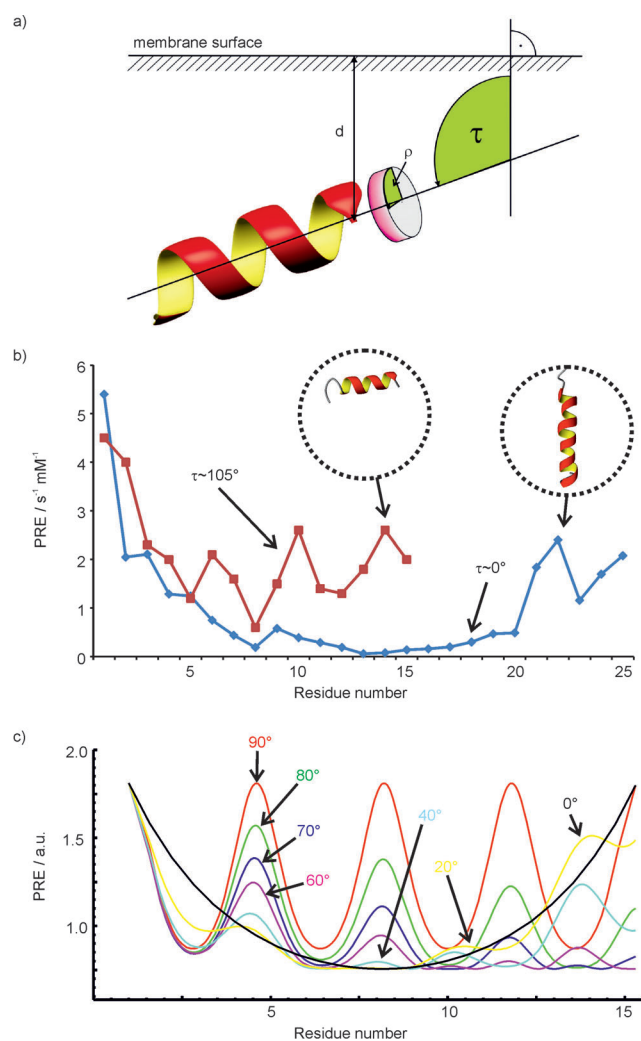 a)
membrane surface
d
ρ
τ
b)
PRE / s⁻¹ mM⁻¹
6
5
4
3
2
1
0
τ~105°
τ~0°
5
10
15
20
25
Residue number
c)
PRE / a.u.
2.0
1.5
1.0
90°
80°
70°
60°
40°
20°
0°
5
10
15
Residue number